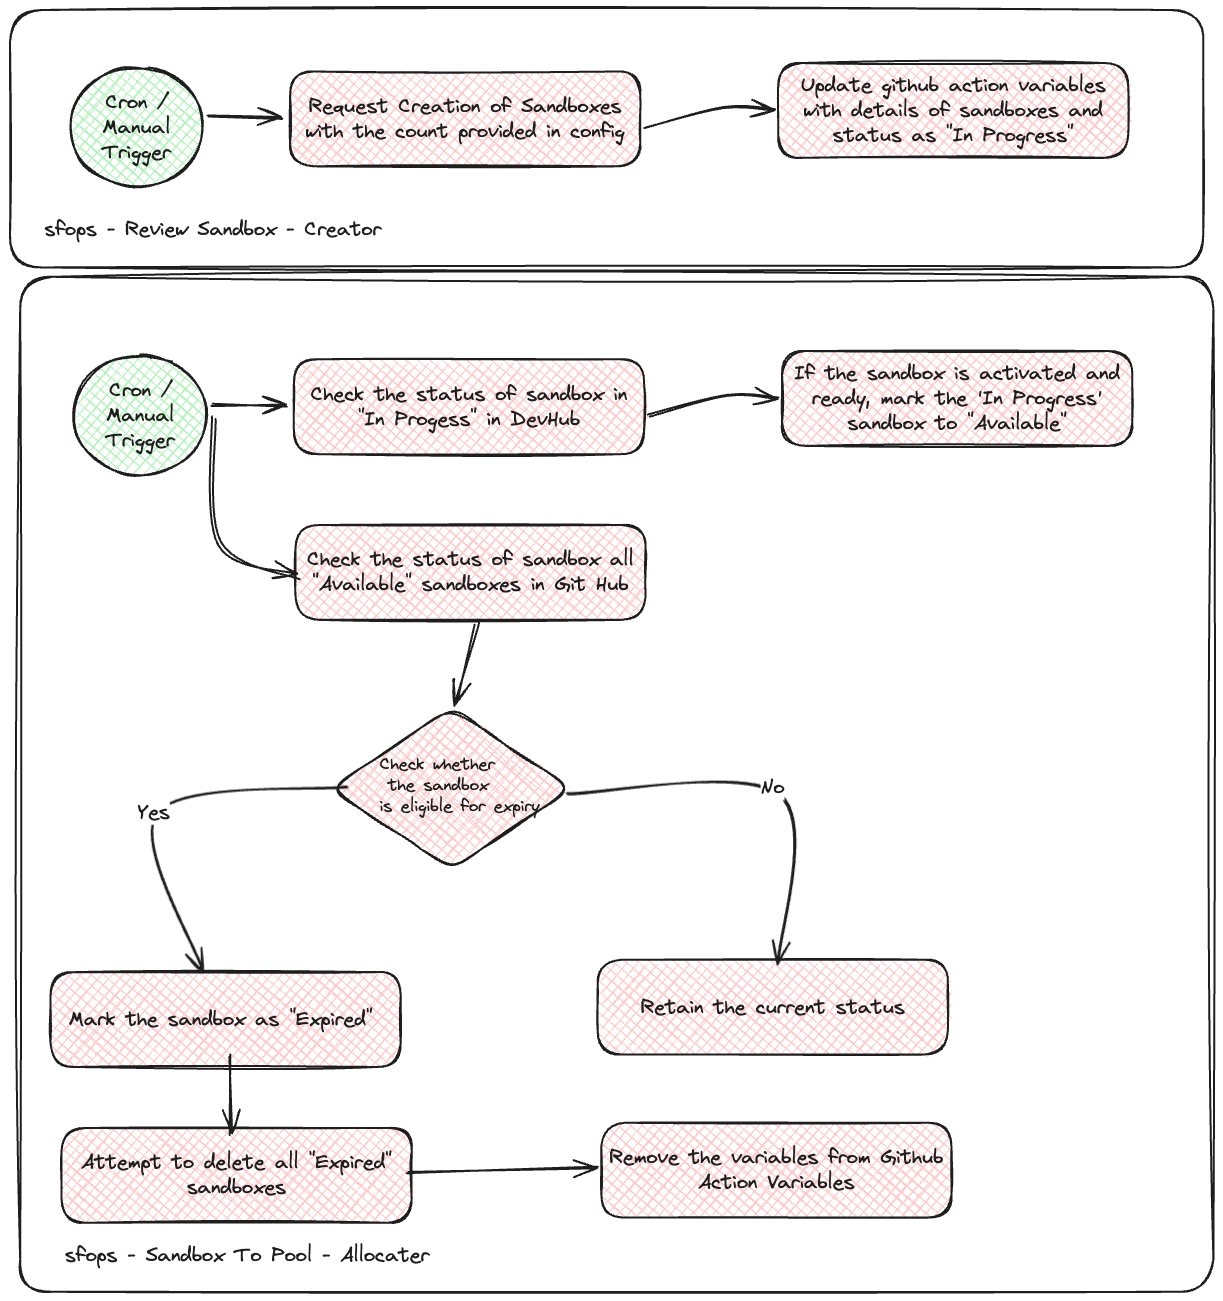 Cron /
Manual
Trigger
Request Creation of Sandboxes
with the count provided in config
Update github action variables
with details of sandboxes and
status as "In Progress"
sfops - Review Sandbox - Creator
Cron /
Manual
Trigger
Check the status of sandbox in
"In Progess" in DevHub
If the sandbox is activated and
ready, mark the 'In Progress'
sandbox to "Available"
Check the status of sandbox all
"Available" sandboxes in Git Hub
Check whether
the sandbox
is eligible for expiry
Yes
No
Mark the sandbox as "Expired"
Retain the current status
Attempt to delete all "Expired"
sandboxes
Remove the variables from Github
Action Variables
sfops - Sandbox To Pool - Allocater